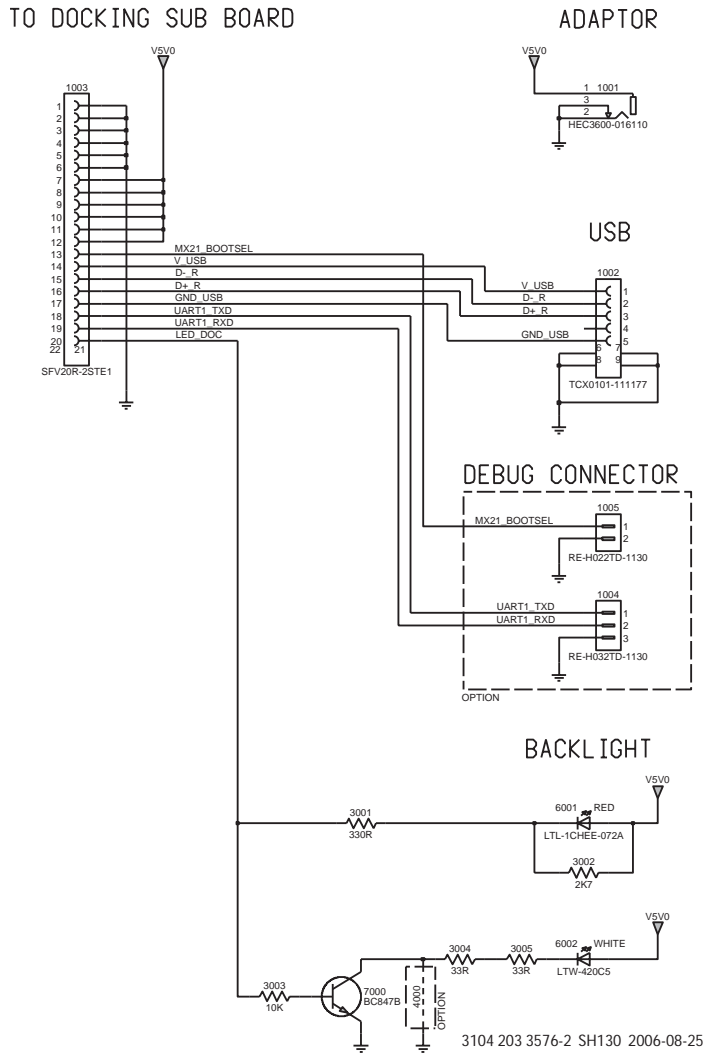 TO DOCKING SUB BOARD
ADAPTOR
V5V0
V5V0
1003
1 1001
3
2
HEC3600-016110
1
2
3
4
5
6
7
8
9
10
11
12
13 MX21_BOOTSEL
14 V_USB
15 D-_R
16 D+_R
17 GND_USB
18 UART1_TXD
19 UART1_RXD
20 LED_DOC
22 21
SFV20R-2STE1
USB
1002
V_USB 1
D-_R 2
D+_R 3
4
GND_USB 5
6 7
8 9
TCX0101-111177
DEBUG CONNECTOR
1005
MX21_BOOTSEL 1
2
RE-H022TD-1130
1004
UART1_TXD 1
UART1_RXD 2
3
RE-H032TD-1130
OPTION
BACKLIGHT
V5V0
3001
330R
6001 RED
LTL-1CHEE-072A
3002
2K7
V5V0
3004
33R
3005
33R
6002 WHITE
LTW-420C5
3003
10K
7000
BC847B
4000
OPTION
3104 203 3576-2 SH130 2006-08-25